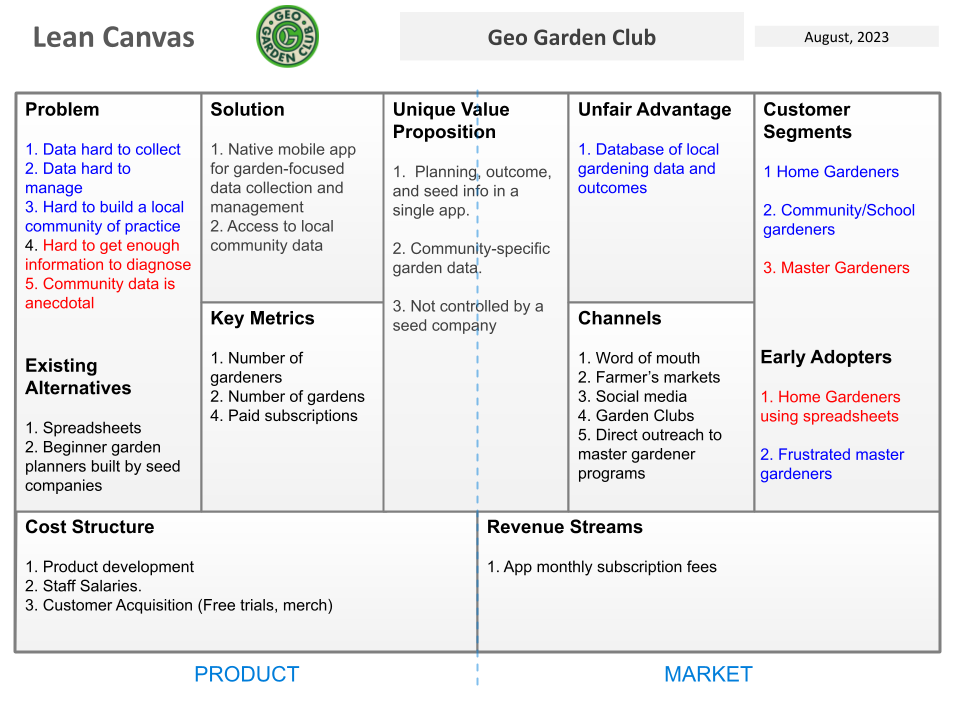 Lean Canvas
GEO
GARDEN CLUB
G
Geo Garden Club
August, 2023
Problem
1. Data hard to collect
2. Data hard to
manage
3. Hard to build a local
community of practice
4. Hard to get enough
information to diagnose
5. Community data is
anecdotal
Existing
Alternatives
1. Spreadsheets
2. Beginner garden
planners built by seed
companies
Solution
1. Native mobile app
for garden-focused
data collection and
management
2. Access to local
community data
Key Metrics
1. Number of
gardeners
2. Number of gardens
4. Paid subscriptions
Unique Value
Proposition
1.  Planning, outcome,
and seed info in a
single app.
2. Community-specific
garden data.
3. Not controlled by a
seed company
Unfair Advantage
1. Database of local
gardening data and
outcomes
Channels
1. Word of mouth
2. Farmer’s markets
3. Social media
4. Garden Clubs
5. Direct outreach to
master gardener
programs
Customer
Segments
1 Home Gardeners
2. Community/School
gardeners
3. Master Gardeners
Early Adopters
1. Home Gardeners
using spreadsheets
2. Frustrated master
gardeners
Cost Structure
1. Product development
2. Staff Salaries.
3. Customer Acquisition (Free trials, merch)
Revenue Streams
1. App monthly subscription fees
PRODUCT
MARKET